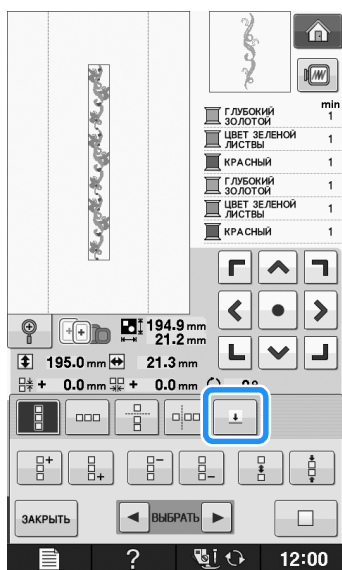 min
ГЛУБОКИЙ
ЗОЛОТОЙ 1
ЦВЕТ ЗЕЛЕНОЙ
ЛИСТВЫ 1
КРАСНЫЙ 1
ГЛУБОКИЙ
ЗОЛОТОЙ 1
ЦВЕТ ЗЕЛЕНОЙ
ЛИСТВЫ 1
КРАСНЫЙ 1
194.9 mm
21.2 mm
195.0 mm 21.3 mm
+ 0.0 mm + 0.0 mm 0°
ЗАКРЫТЬ ВЫБРАТЬ
? 12:00